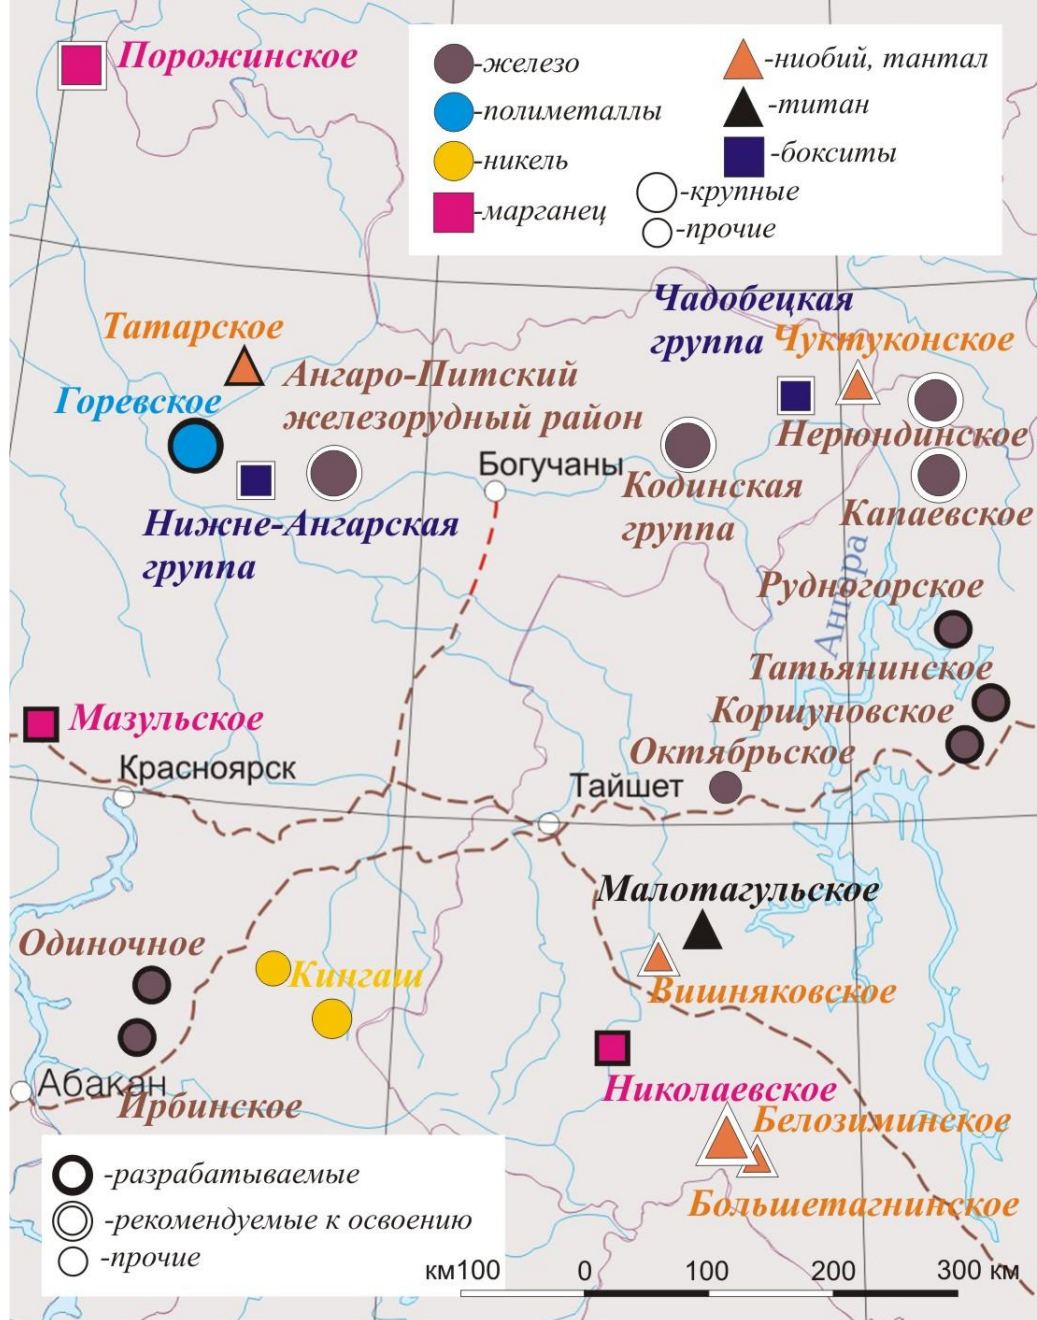 Порожинское
-железо
-полиметаллы
-никель
-марганец
-ниобий, тантал
-титан
-бокситы
-крупные
-прочие
Татарское
Горевское
Ангаро-Питский
железорудный район
Чадобецкая
группа
Чуктуконское
Нерюндинское
Богучаны
Кодинская
группа
Капаевское
Нижне-Ангарская
группа
Ангара
Рудногорское
Татьянинское
Коршуновское
Октябрьское
Мазульское
Красноярск
Тайшет
Малотагульское
Одиночное
Кингаш
Вишняковское
Абакан
Ирбинское
Николаевское
Белозиминское
Большетагнинское
-разрабатываемые
-рекомендуемые к освоению
-прочие
км100 0 100 200 300 км